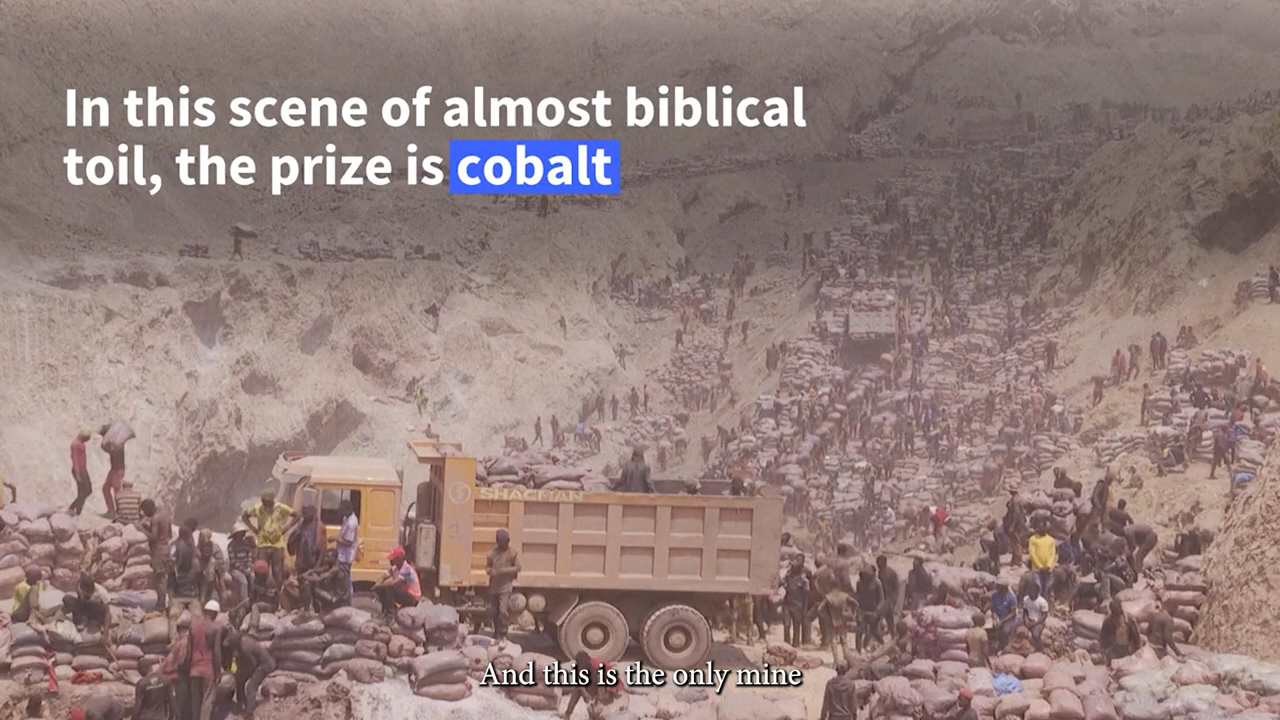 In this scene of almost biblical
toil, the prize is cobalt
SHACMAN
And this is the only mine